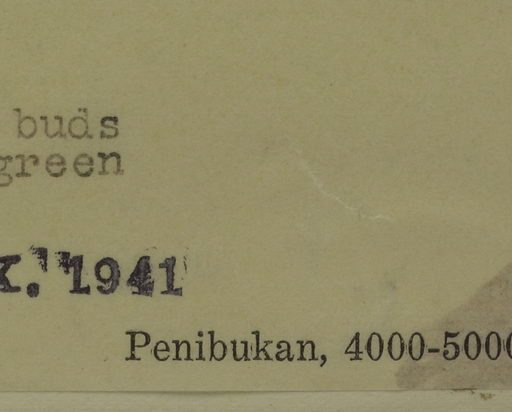 buds
green
X. 1941
Penibukan, 4000-5000